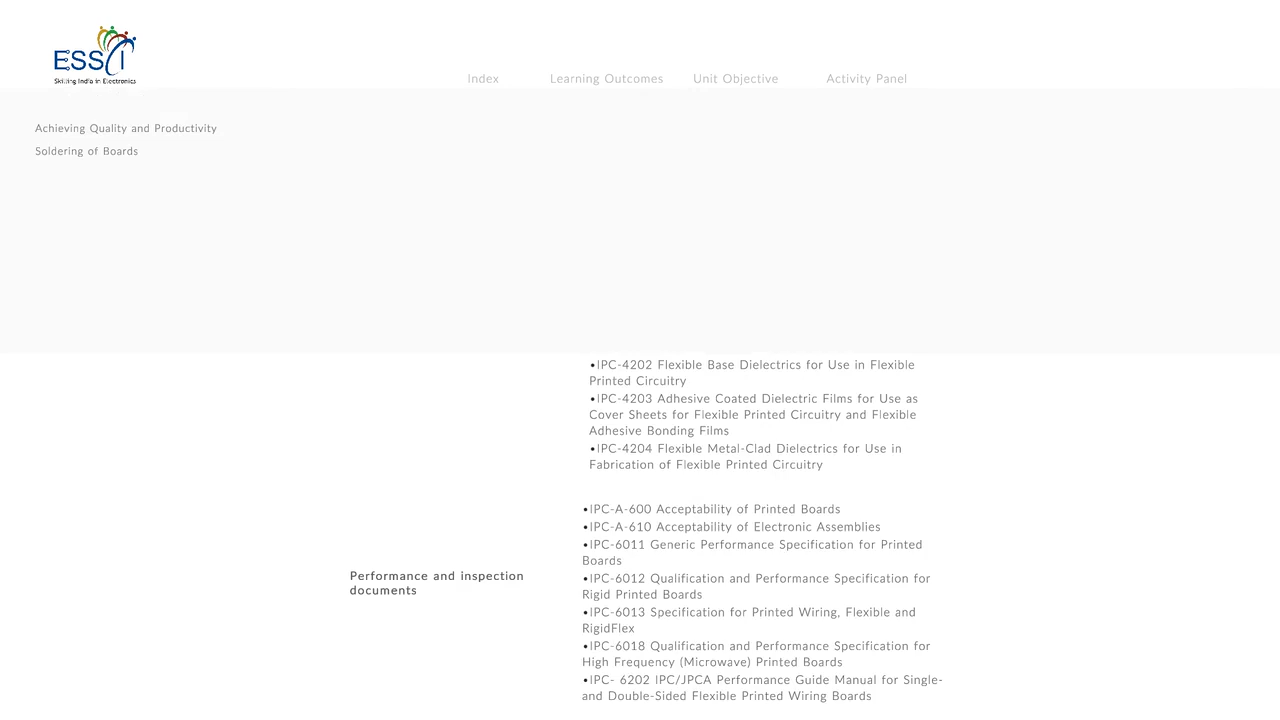 ESSCI
Skilling India in Electronics
Index
Learning Outcomes
Unit Objective
Activity Panel
Achieving Quality and Productivity
Soldering of Boards
•IPC-4202 Flexible Base Dielectrics for Use in Flexible
Printed Circuitry
•IPC-4203 Adhesive Coated Dielectric Films for Use as
Cover Sheets for Flexible Printed Circuitry and Flexible
Adhesive Bonding Films
•IPC-4204 Flexible Metal-Clad Dielectrics for Use in
Fabrication of Flexible Printed Circuitry
Performance and inspection
documents
•IPC-A-600 Acceptability of Printed Boards
•IPC-A-610 Acceptability of Electronic Assemblies
•IPC-6011 Generic Performance Specification for Printed
Boards
•IPC-6012 Qualification and Performance Specification for
Rigid Printed Boards
•IPC-6013 Specification for Printed Wiring, Flexible and
RigidFlex
•IPC-6018 Qualification and Performance Specification for
High Frequency (Microwave) Printed Boards
•IPC- 6202 IPC/JPCA Performance Guide Manual for Single-
and Double-Sided Flexible Printed Wiring Boards